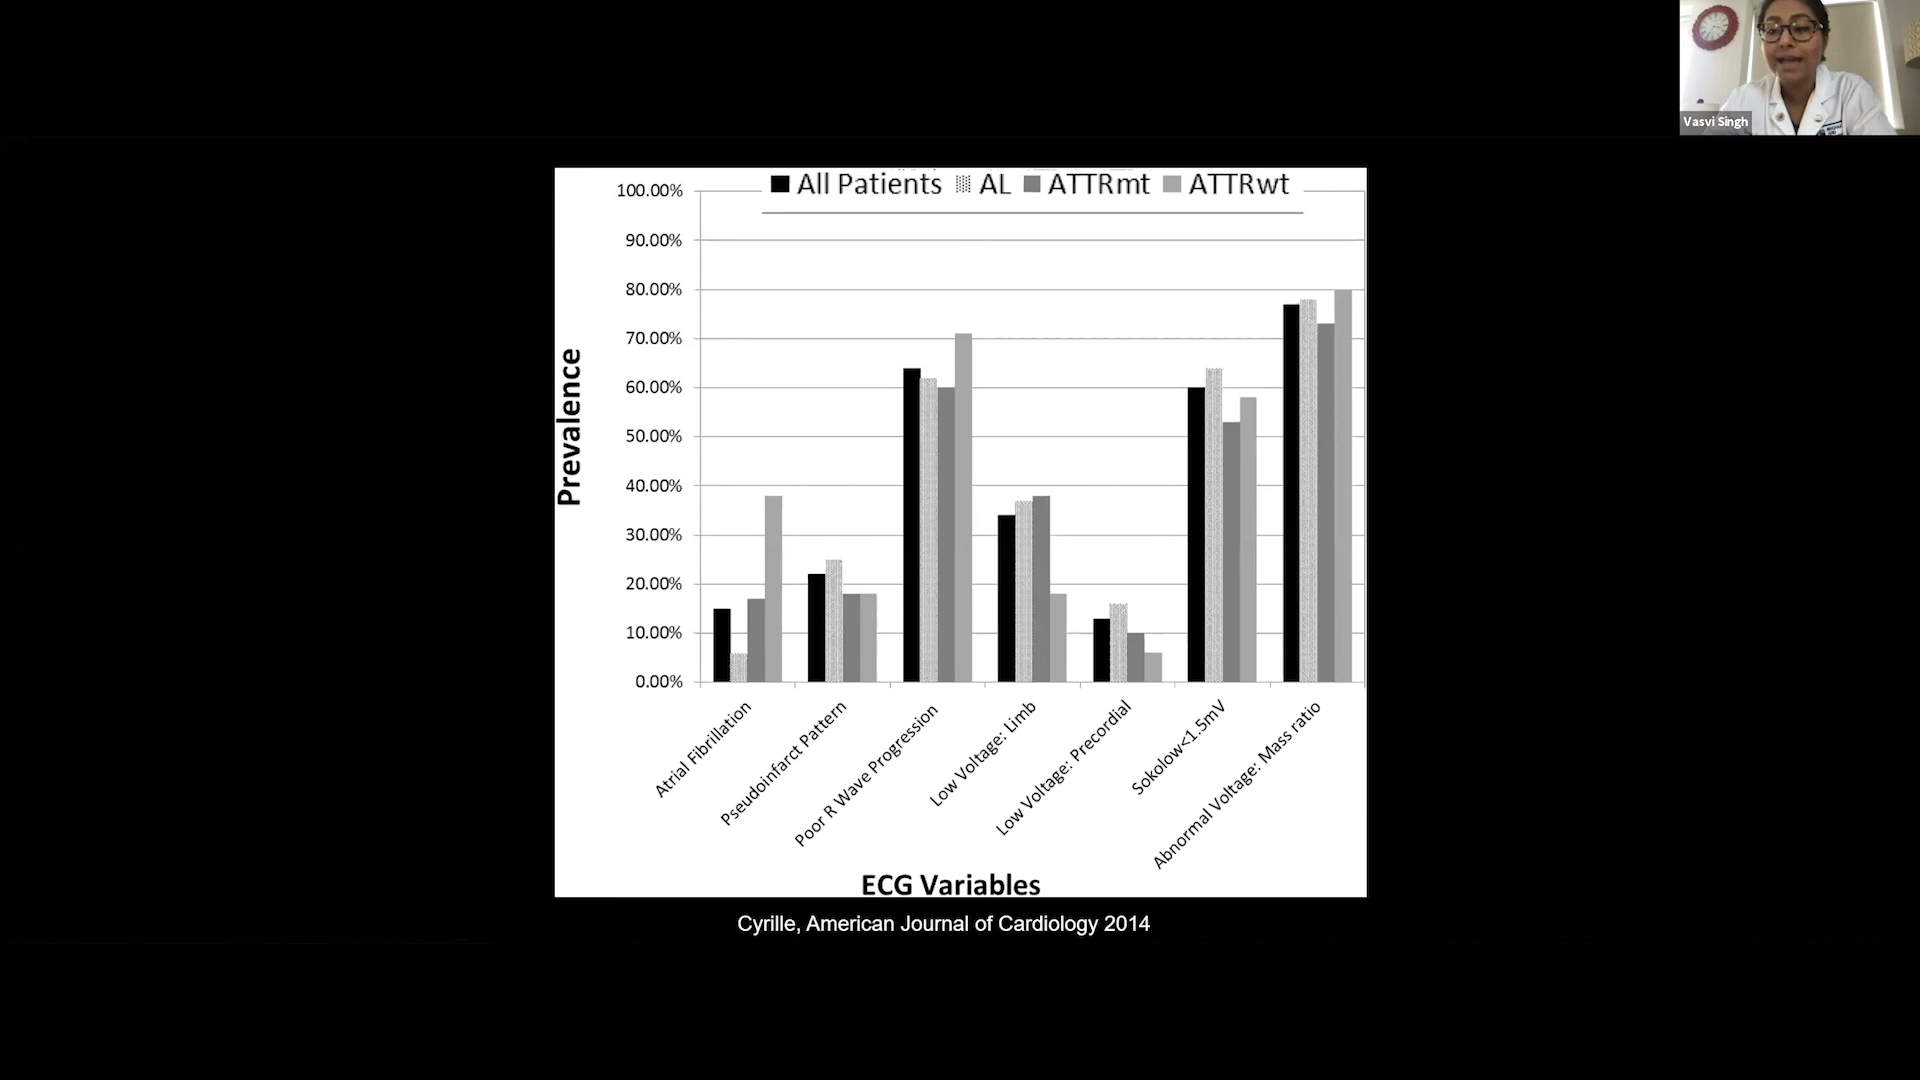 Vasvi Singh
All Patients AL ATTRmt ATTRwt
100.00%
90.00%
80.00%
70.00%
60.00%
50.00%
40.00%
30.00%
20.00%
10.00%
0.00%
Prevalence
Atrial Fibrillation
Pseudoinfarct Pattern
Poor R Wave Progression
Low Voltage: Limb
Low Voltage: Precordial
Sokolow<1.5mV
Abnormal Voltage: Mass ratio
ECG Variables
Cyrille, American Journal of Cardiology 2014